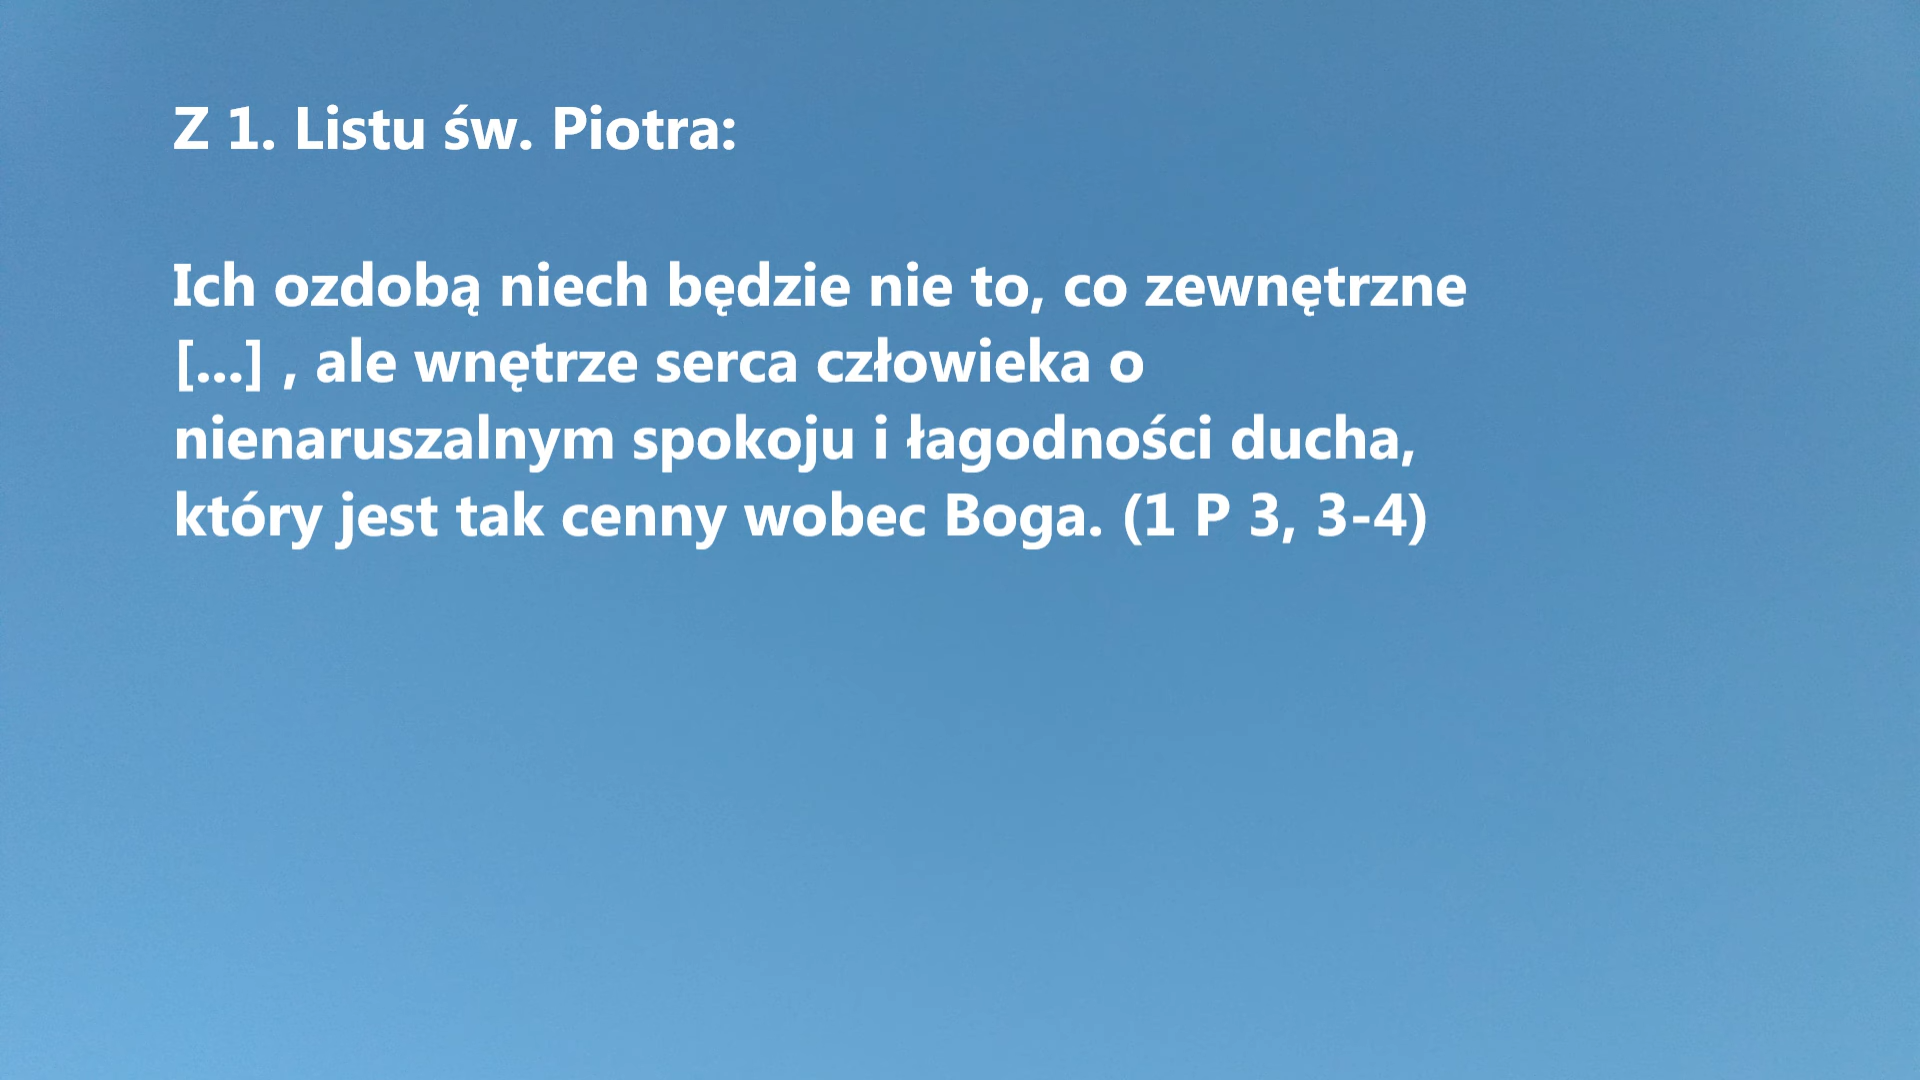 Z 1. Listu św. Piotra:
Ich ozdobą niech będzie nie to, co zewnętrzne
[...] , ale wnętrze serca człowieka o
nienaruszalnym spokoju i łagodności ducha,
który jest tak cenny wobec Boga. (1 P 3, 3-4)